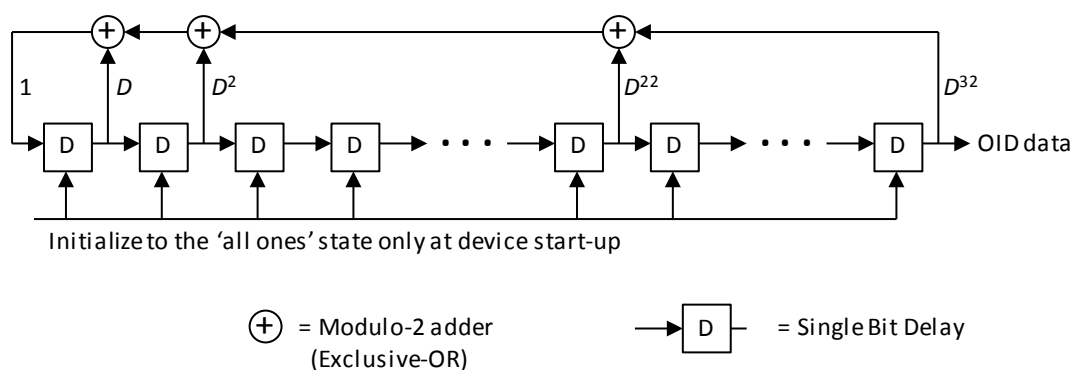 + + +
1 D D² D²² D³²
D D D D · · · D D · · · D OID data
Initialize to the ‘all ones’ state only at device start-up
+ = Modulo-2 adder D = Single Bit Delay
(Exclusive-OR)